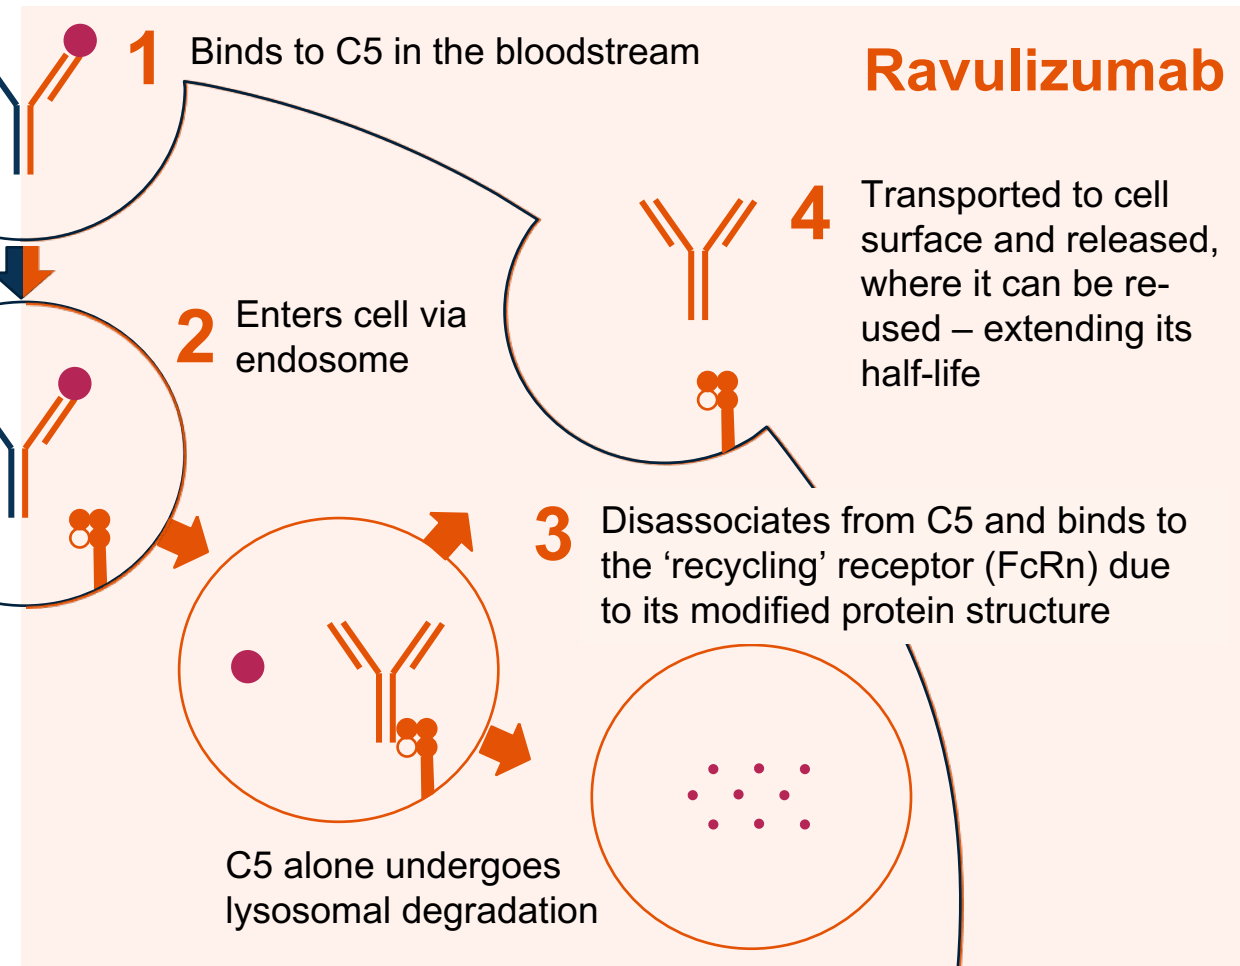 Ravulizumab
1 Binds to C5 in the bloodstream
2 Enters cell via
endosome
3 Disassociates from C5 and binds to
the ‘recycling’ receptor (FcRn) due
to its modified protein structure
4 Transported to cell
surface and released,
where it can be re-
used – extending its
half-life
C5 alone undergoes
lysosomal degradation